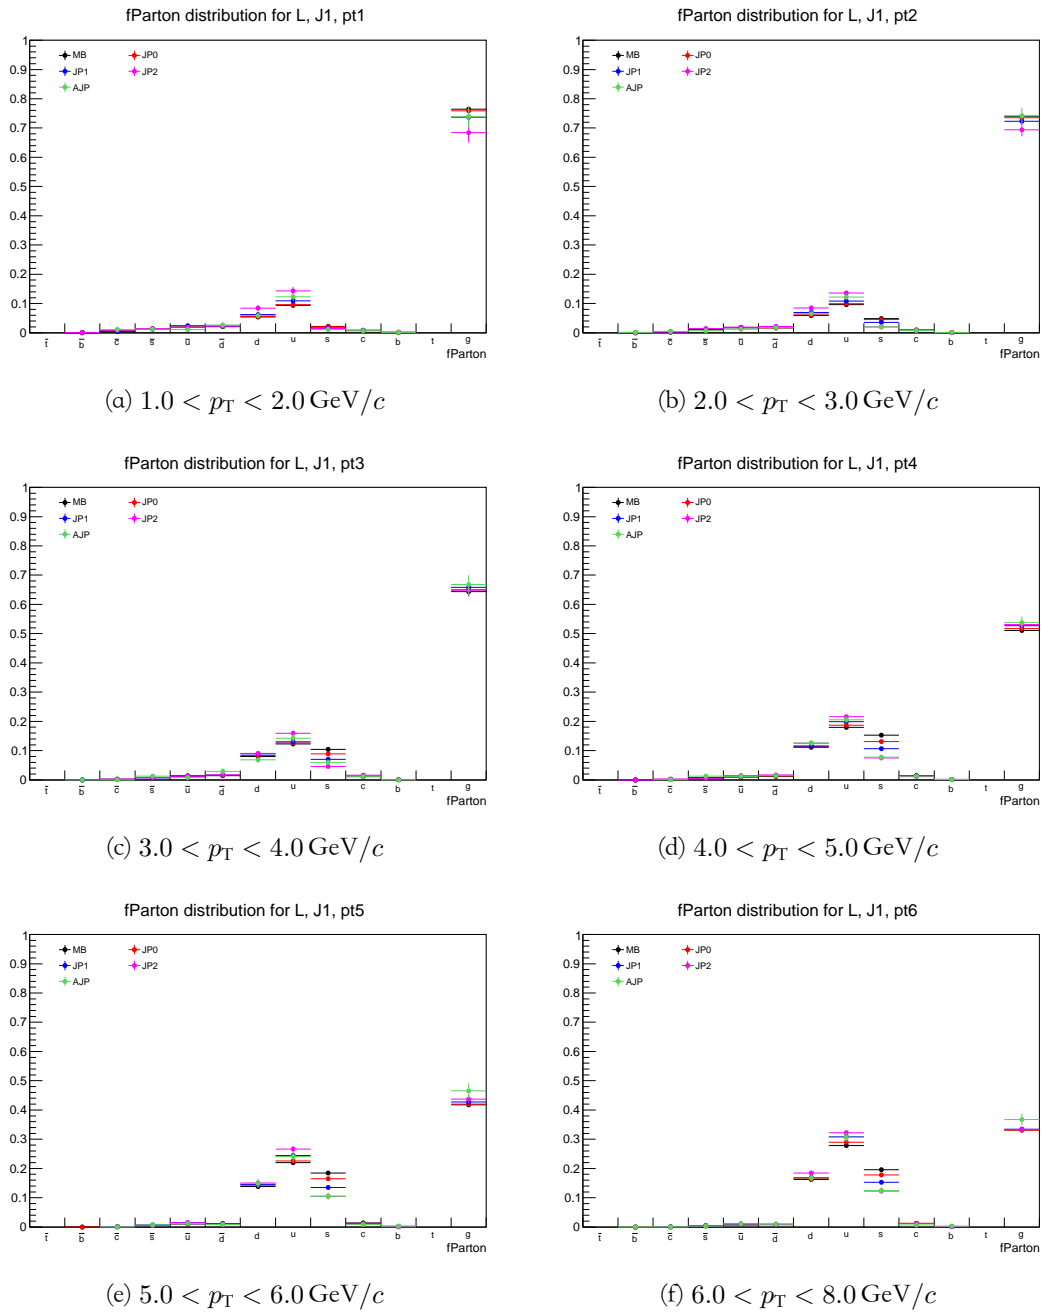 fParton distribution for L, J1, pt1
1
0.9
0.8
0.7
0.6
0.5
0.4
0.3
0.2
0.1
0
MB JP0
JP1 JP2
AJP
t̅ b̅ c̅ s̅ u̅ d̅ d u s c b t g
fParton
(a) 1.0 < p_T < 2.0 GeV/c
fParton distribution for L, J1, pt2
1
0.9
0.8
0.7
0.6
0.5
0.4
0.3
0.2
0.1
0
MB JP0
JP1 JP2
AJP
t̅ b̅ c̅ s̅ u̅ d̅ d u s c b t g
fParton
(b) 2.0 < p_T < 3.0 GeV/c
fParton distribution for L, J1, pt3
1
0.9
0.8
0.7
0.6
0.5
0.4
0.3
0.2
0.1
0
MB JP0
JP1 JP2
AJP
t̅ b̅ c̅ s̅ u̅ d̅ d u s c b t g
fParton
(c) 3.0 < p_T < 4.0 GeV/c
fParton distribution for L, J1, pt4
1
0.9
0.8
0.7
0.6
0.5
0.4
0.3
0.2
0.1
0
MB JP0
JP1 JP2
AJP
t̅ b̅ c̅ s̅ u̅ d̅ d u s c b t g
fParton
(d) 4.0 < p_T < 5.0 GeV/c
fParton distribution for L, J1, pt5
1
0.9
0.8
0.7
0.6
0.5
0.4
0.3
0.2
0.1
0
MB JP0
JP1 JP2
AJP
t̅ b̅ c̅ s̅ u̅ d̅ d u s c b t g
fParton
(e) 5.0 < p_T < 6.0 GeV/c
fParton distribution for L, J1, pt6
1
0.9
0.8
0.7
0.6
0.5
0.4
0.3
0.2
0.1
0
MB JP0
JP1 JP2
AJP
t̅ b̅ c̅ s̅ u̅ d̅ d u s c b t g
fParton
(f) 6.0 < p_T < 8.0 GeV/c